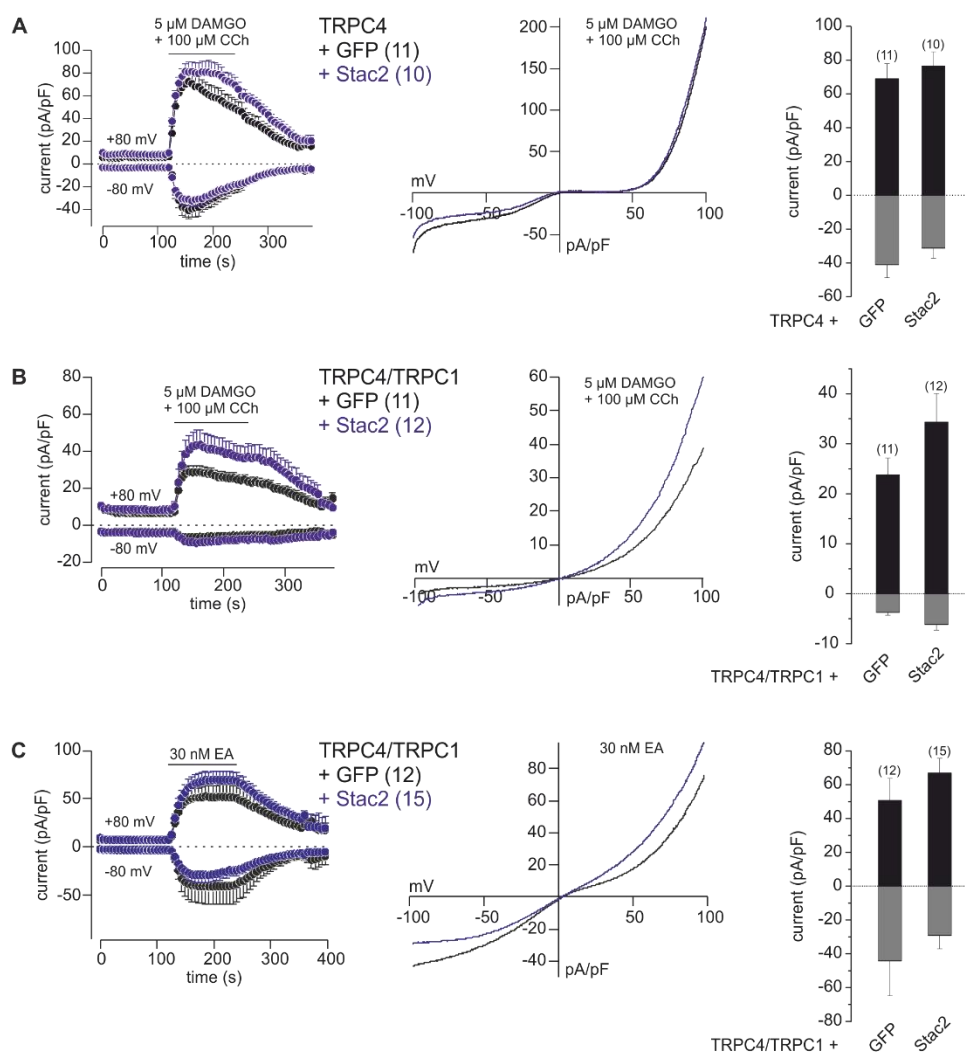 A
5 µM DAMGO
+ 100 µM CCh
TRPC4
+ GFP (11)
+ Stac2 (10)
current (pA/pF)
100
80
60
40
20
0
-20
-40
+80 mV
-80 mV
0 100 200 300
time (s)
5 µM DAMGO
+ 100 µM CCh
200
150
100
50
-50
mV
-100 -50 50 100
pA/pF
current (pA/pF)
80
60
40
20
0
-20
-40
-60
(11) (10)
TRPC4 + GFP Stac2
B
5 µM DAMGO
+ 100 µM CCh
TRPC4/TRPC1
+ GFP (11)
+ Stac2 (12)
current (pA/pF)
80
60
40
20
0
-20
+80 mV
-80 mV
0 100 200 300
time (s)
5 µM DAMGO
+ 100 µM CCh
60
50
40
30
20
10
mV
-100 -50 50 100
pA/pF
current (pA/pF)
40
30
20
10
0
-10
(11) (12)
TRPC4/TRPC1 + GFP Stac2
C
30 nM EA
TRPC4/TRPC1
+ GFP (12)
+ Stac2 (15)
current (pA/pF)
100
50
0
-50
+80 mV
-80 mV
0 100 200 300 400
time (s)
30 nM EA
80
60
40
20
-20
-40
mV
-100 -50 50 100
pA/pF
current (pA/pF)
80
60
40
20
0
-20
-40
-60
-80
(12) (15)
TRPC4/TRPC1 + GFP Stac2